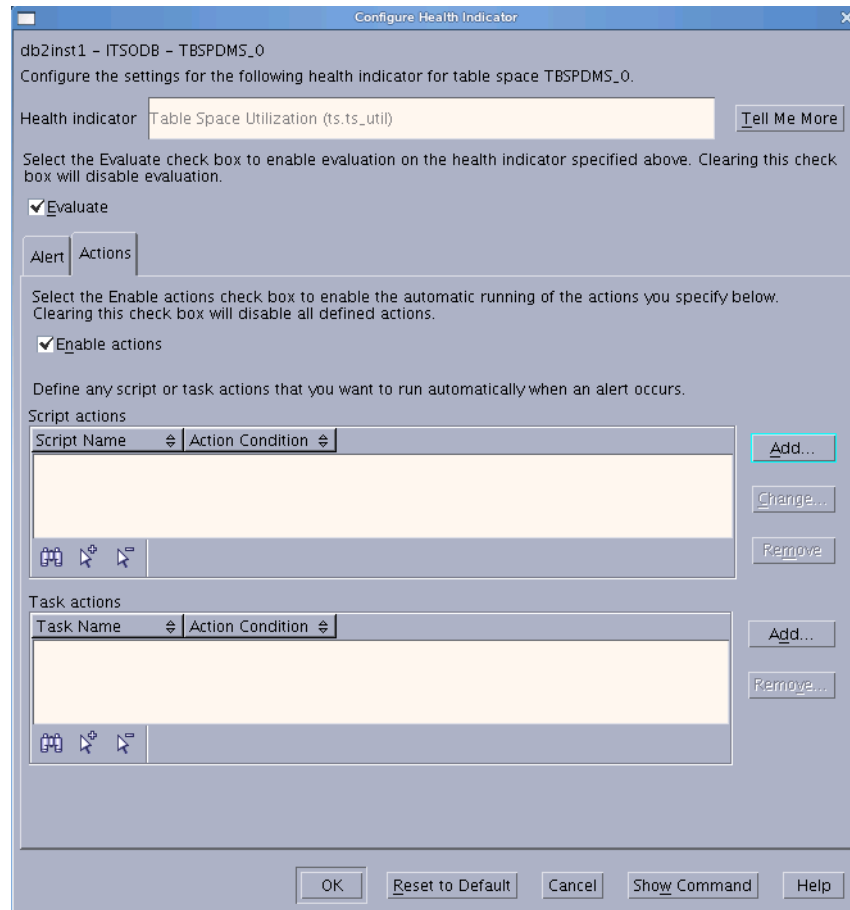 Configure Health Indicator
db2inst1 – ITSODB – TBSPDMS_0
Configure the settings for the following health indicator for table space TBSPDMS_0.
Health indicator Table Space Utilization (ts.ts_util) Tell Me More
Select the Evaluate check box to enable evaluation on the health indicator specified above. Clearing this check
box will disable evaluation.
Evaluate
Alert Actions
Select the Enable actions check box to enable the automatic running of the actions you specify below.
Clearing this check box will disable all defined actions.
Enable actions
Define any script or task actions that you want to run automatically when an alert occurs.
Script actions
Script Name Action Condition
Add...
Change...
Remove
Task actions
Task Name Action Condition
Add...
Remove...
OK Reset to Default Cancel Show Command Help